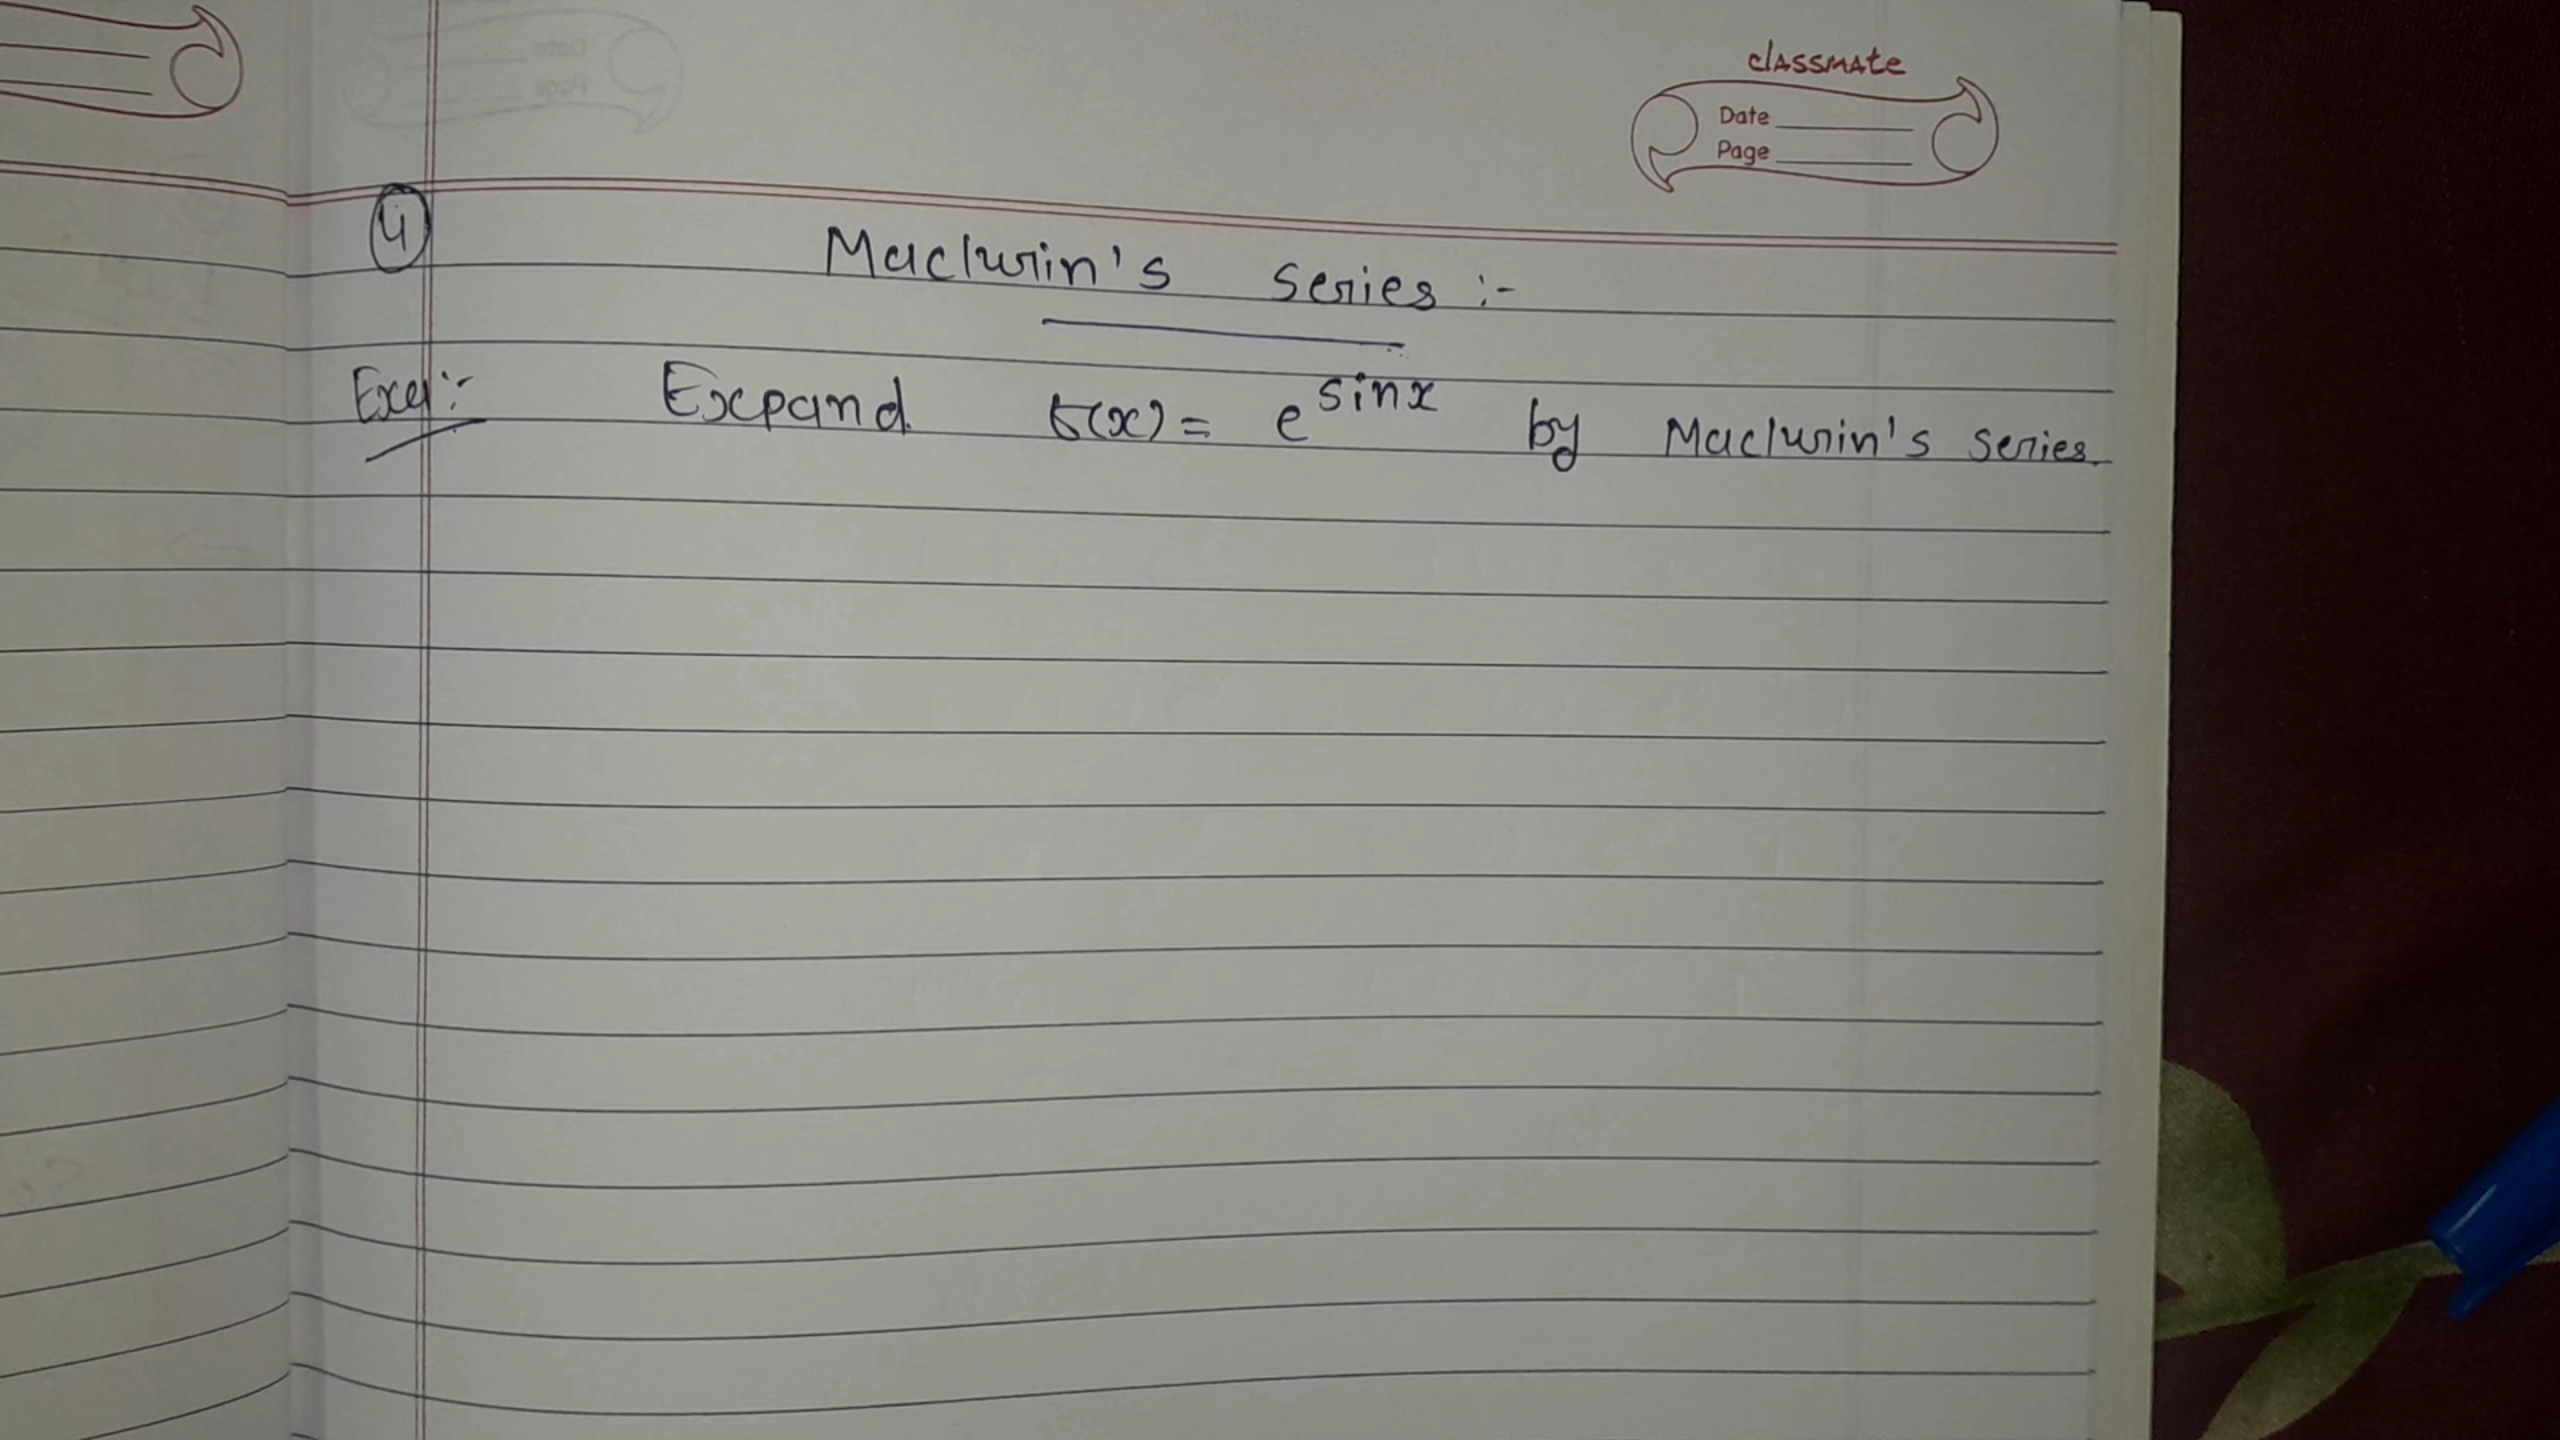 classmate
Date
Page
4
Maclurin's series :-
Exa:- Expand f(x) = e^sinx by Maclurin's series.